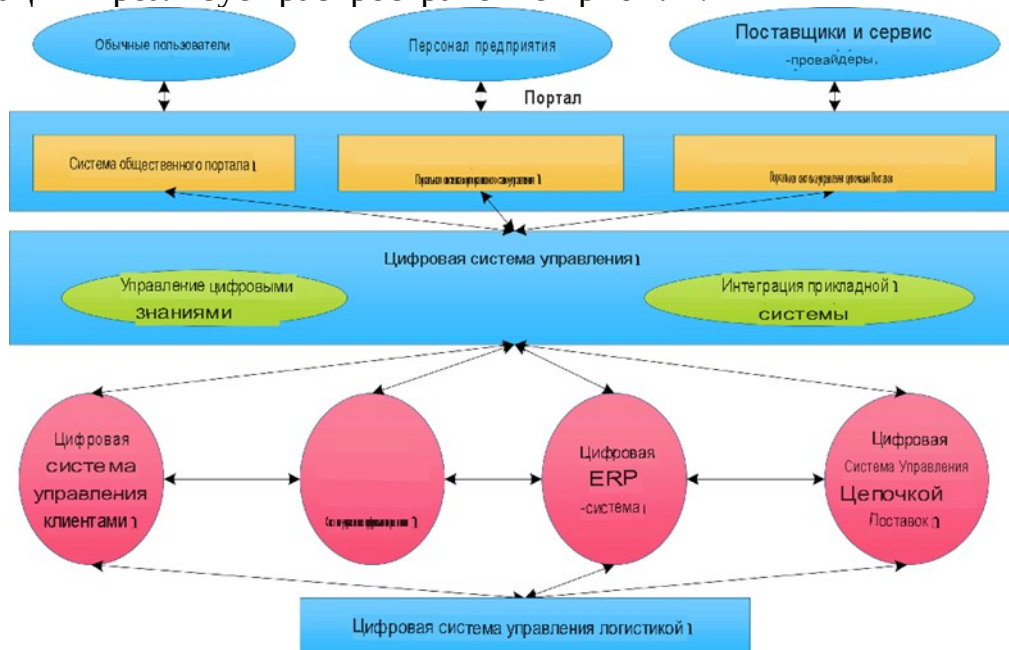 Обычные пользователи
Персонал предприятия
Поставщики и сервис
-провайдеры.
Портал
Система общественного портала
Цифровая система управления
Управление цифровыми
знаниями
Интеграция прикладной
системы
Цифровая
система
управления
клиентами
Цифровая
ERP
-система
Цифровая
Система Управления
Цепочкой
Поставок
Цифровая система управления логистикой